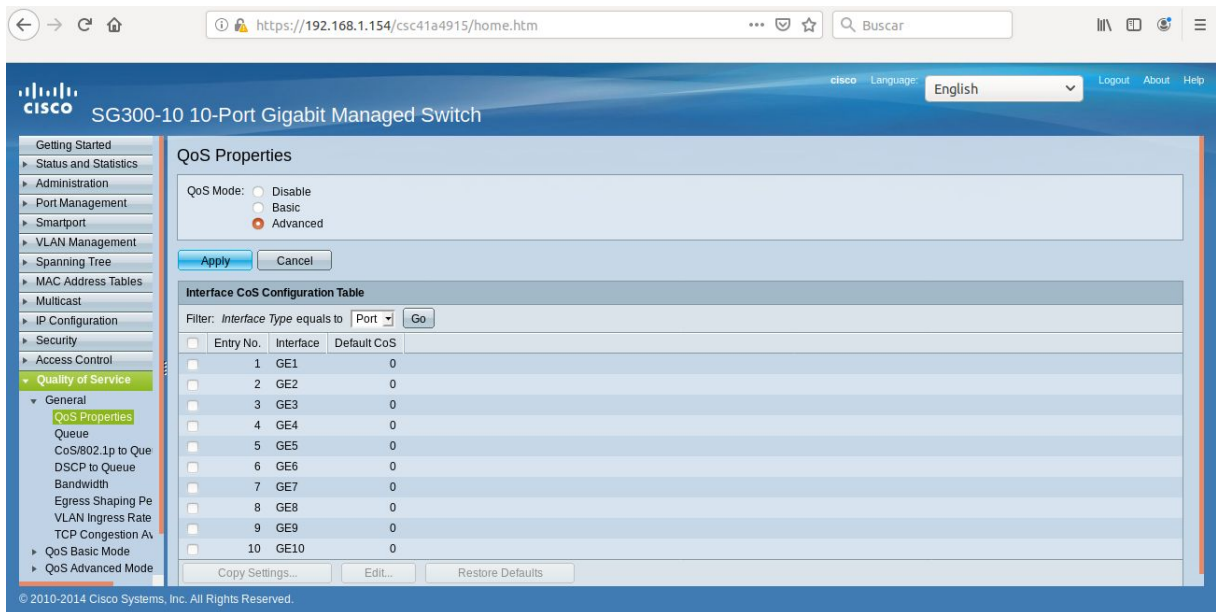 https://192.168.1.154/csc41a4915/home.htm
Buscar
cisco Language: English Logout About Help
CISCO SG300-10 10-Port Gigabit Managed Switch
Getting Started
Status and Statistics
Administration
Port Management
Smartport
VLAN Management
Spanning Tree
MAC Address Tables
Multicast
IP Configuration
Security
Access Control
Quality of Service
General
QoS Properties
Queue
CoS/802.1p to Que
DSCP to Queue
Bandwidth
Egress Shaping Pe
VLAN Ingress Rate
TCP Congestion Av
QoS Basic Mode
QoS Advanced Mode
QoS Properties
QoS Mode: Disable
Basic
Advanced
Apply Cancel
Interface CoS Configuration Table
Filter: Interface Type equals to Port Go
Entry No. Interface Default CoS
1 GE1 0
2 GE2 0
3 GE3 0
4 GE4 0
5 GE5 0
6 GE6 0
7 GE7 0
8 GE8 0
9 GE9 0
10 GE10 0
Copy Settings... Edit... Restore Defaults
© 2010-2014 Cisco Systems, Inc. All Rights Reserved.